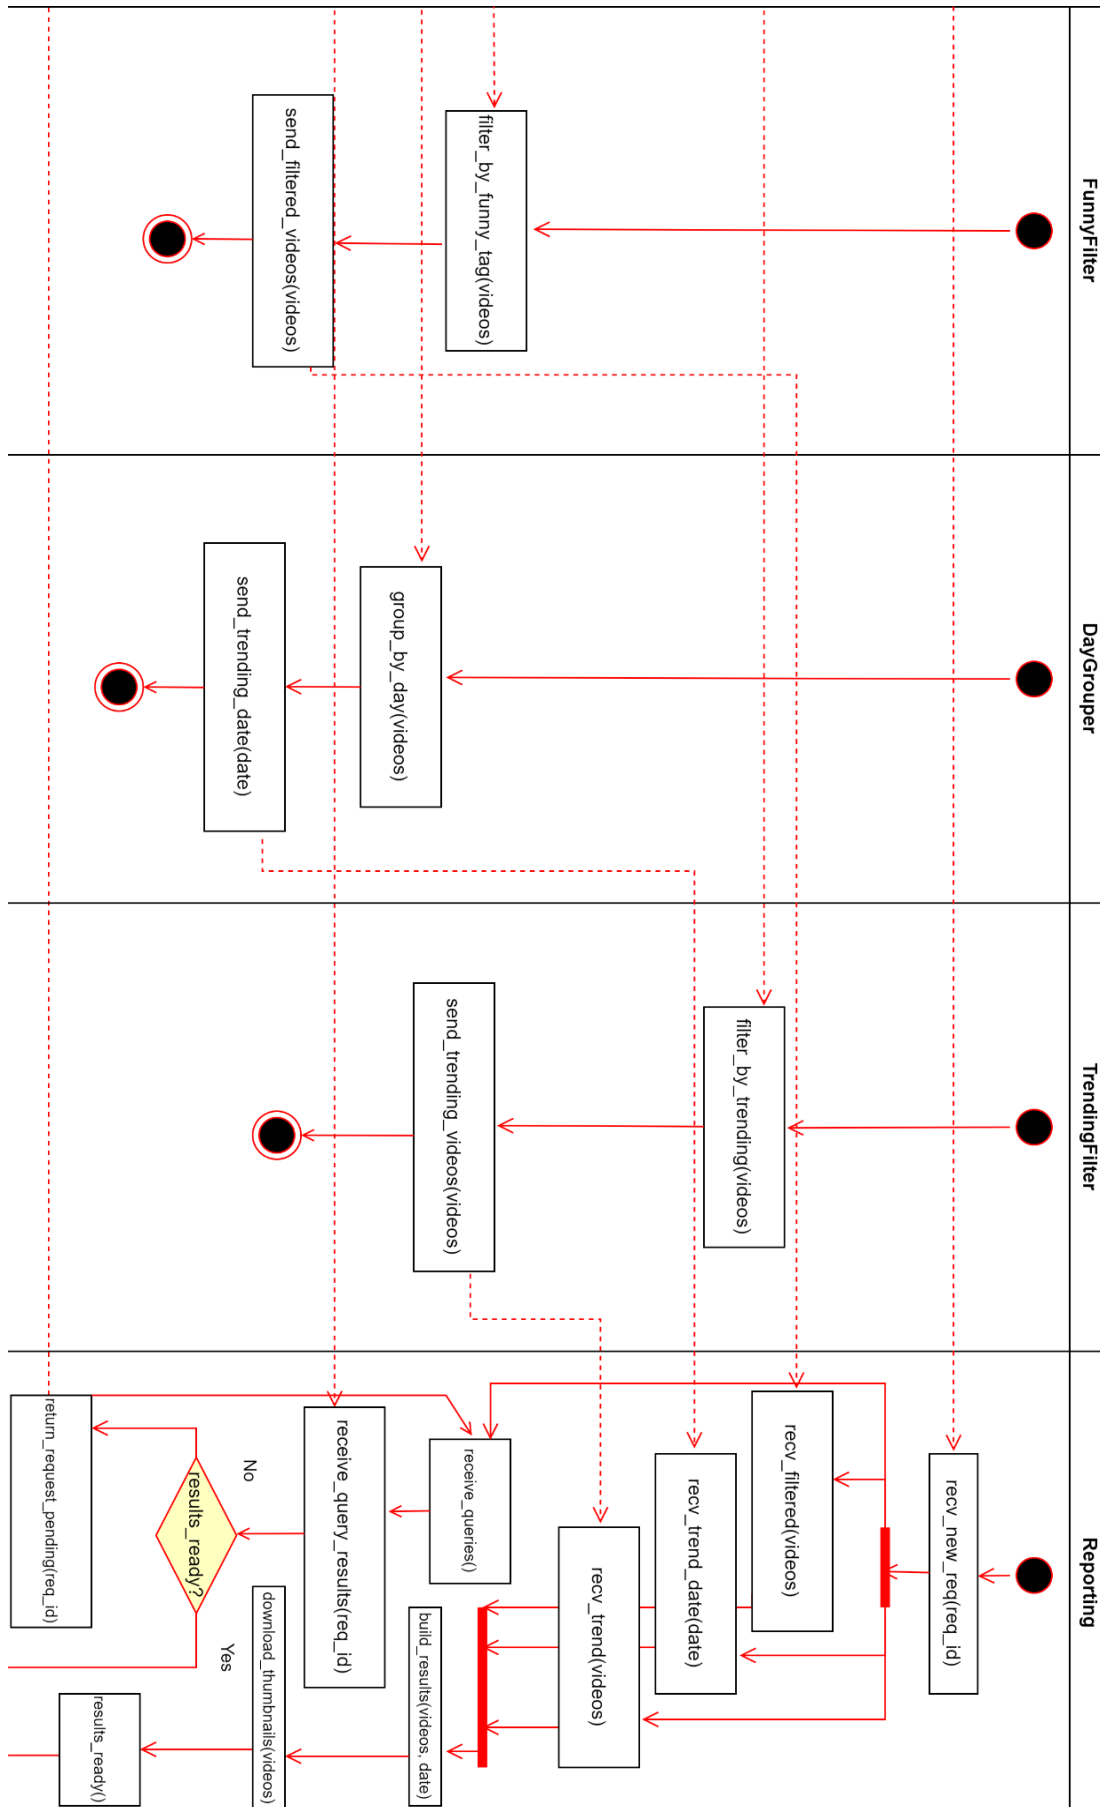 FunnyFilter
filter_by_funny_tag(videos)
send_filtered_videos(videos)
DayGrouper
group_by_day(videos)
send_trending_date(date)
TrendingFilter
filter_by_trending(videos)
send_trending_videos(videos)
Reporting
recv_new_req(req_id)
recv_filtered(videos)
recv_trend_date(date)
recv_trend(videos)
receive_queries()
build_results(videos, date)
receive_query_results(req_id)
download_thumbnails(videos)
No
results_ready?
Yes
results_ready()
return_request_pending(req_id)